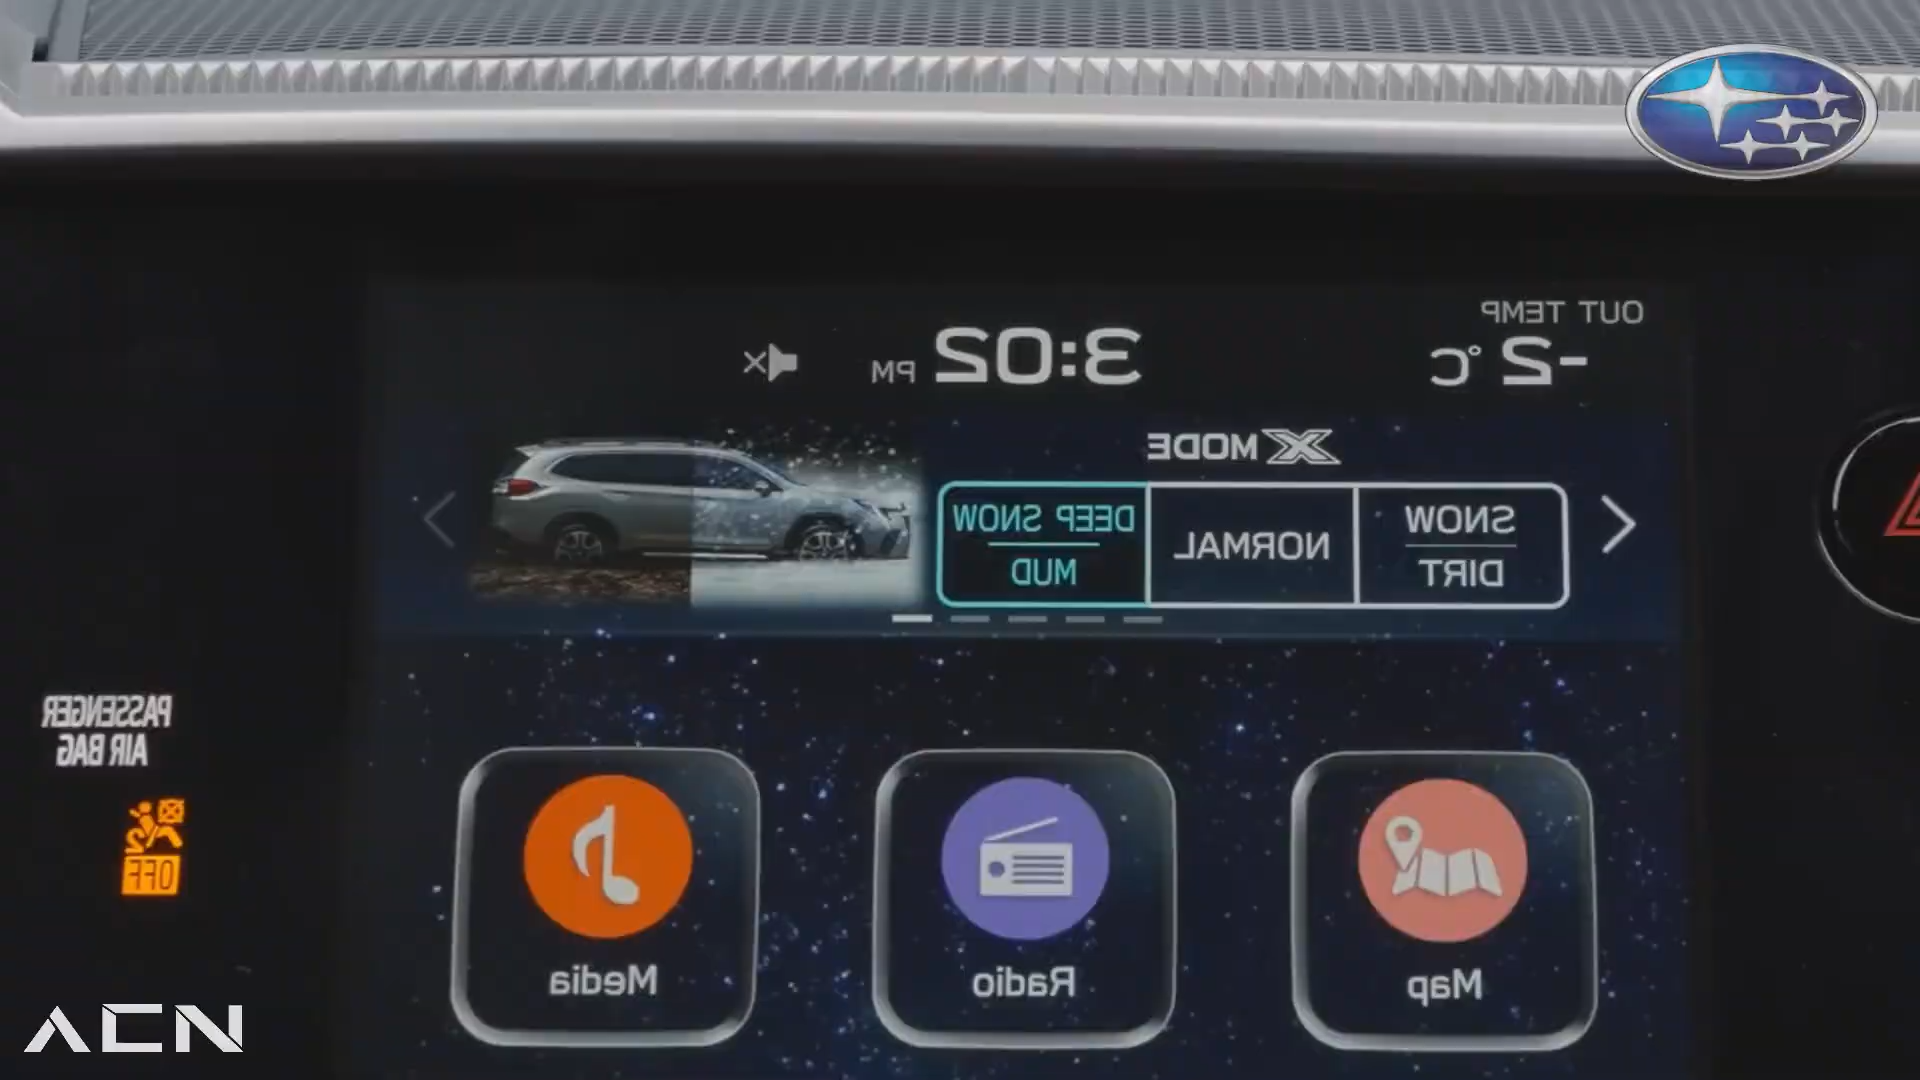 OUT TEMP
-2 °C
3:02 PM
X MODE
SNOW
DIRT
NORMAL
DEEP SNOW
MUD
PASSENGER
AIR BAG
2
OFF
Map
Radio
Media
ACN